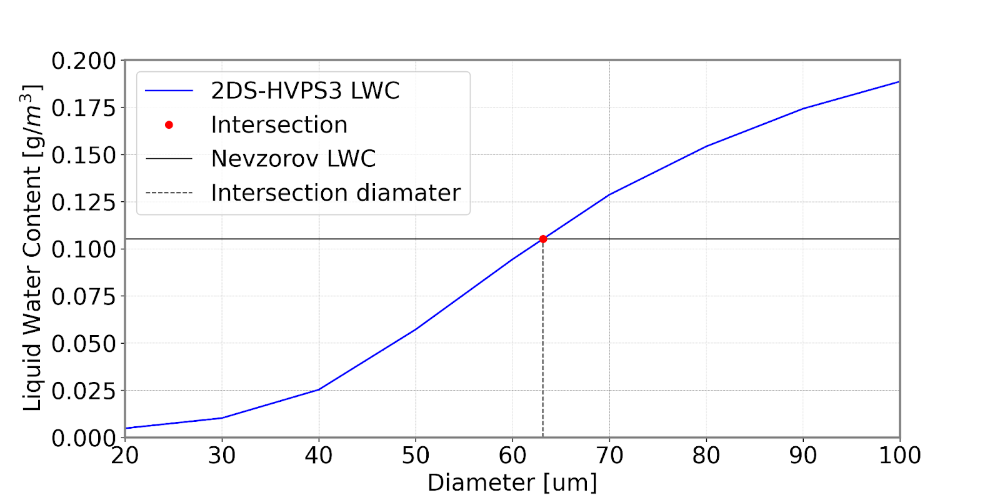 Liquid Water Content [g/m³]
0.200
0.175
0.150
0.125
0.100
0.075
0.050
0.025
0.000
2DS-HVPS3 LWC
Intersection
Nevzorov LWC
Intersection diamater
20 30 40 50 60 70 80 90 100
Diameter [um]